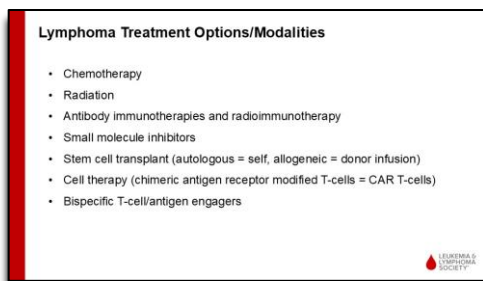 Lymphoma Treatment Options/Modalities
• Chemotherapy
• Radiation
• Antibody immunotherapies and radioimmunotherapy
• Small molecule inhibitors
• Stem cell transplant (autologous = self, allogeneic = donor infusion)
• Cell therapy (chimeric antigen receptor modified T-cells = CAR T-cells)
• Bispecific T-cell/antigen engagers
LEUKEMIA &
LYMPHOMA
SOCIETY